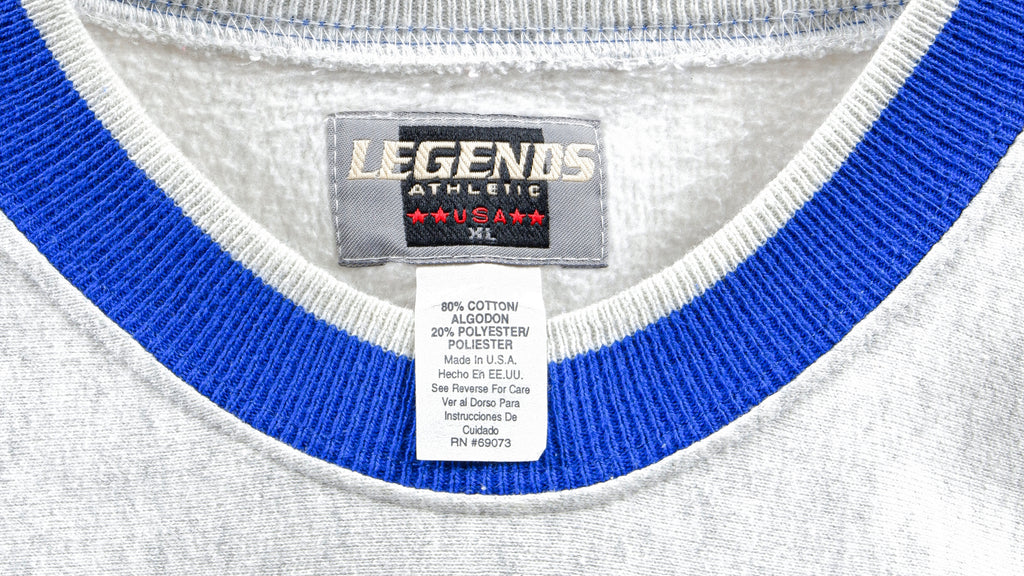 LEGENDS
ATHLETIC
★★USA★★
XL
80% COTTON/
ALGODON
20% POLYESTER/
POLIESTER
Made In U.S.A.
Hecho En EE.UU.
See Reverse For Care
Ver al Dorso Para
Instrucciones De
Cuidado
RN #69073